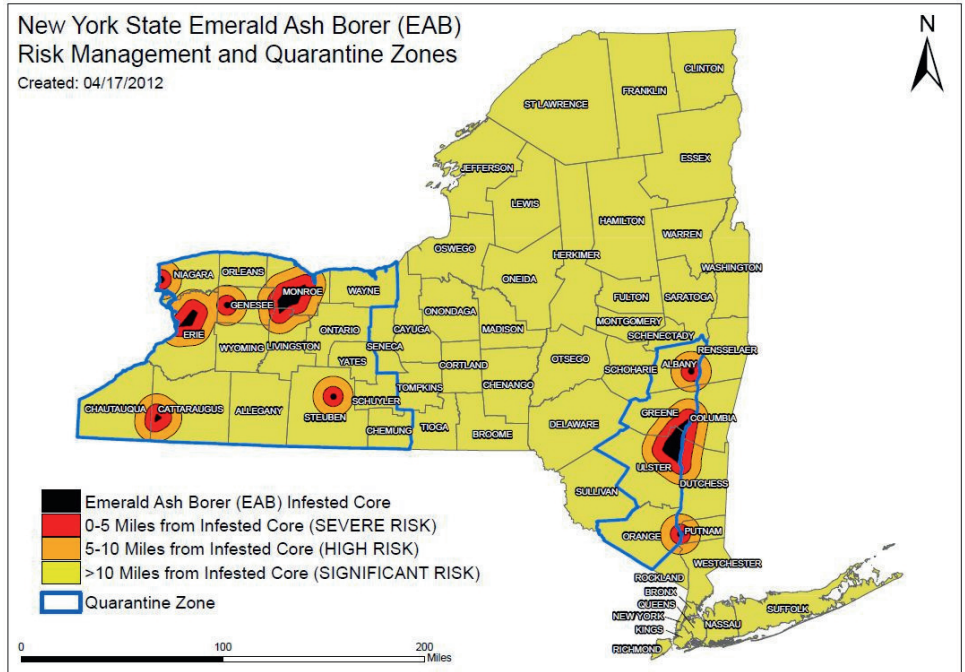 New York State Emerald Ash Borer (EAB)
Risk Management and Quarantine Zones
Created: 04/17/2012
N
CLINTON
FRANKLIN
ST LAWRENCE
ESSEX
JEFFERSON
LEWIS
HAMILTON
WARREN
OSWEGO
HERKIMER
WASHINGTON
NIAGARA
ORLEANS
ONEIDA
MONROE
WAYNE
FULTON
SARATOGA
GENESEE
ONONDAGA
MONTGOMERY
ONTARIO
CAYUGA
MADISON
SCHENECTADY
ERIE
WYOMING
LIVINGSTON
SENECA
RENSSELAER
YATES
CORTLAND
OTSEGO
SCHOHARIE
ALBANY
TOMPKINS
CHENANGO
SCHUYLER
CHAUTAUQUA
CATTARAUGUS
ALLEGANY
STEUBEN
GREENE
COLUMBIA
CHEMUNG
TIOGA
BROOME
DELAWARE
ULSTER
DUTCHESS
SULLIVAN
ORANGE
PUTNAM
WESTCHESTER
ROCKLAND
BRONX
QUEENS
NEW YORK
KINGS
RICHMOND
NASSAU
SUFFOLK
Emerald Ash Borer (EAB) Infested Core
0-5 Miles from Infested Core (SEVERE RISK)
5-10 Miles from Infested Core (HIGH RISK)
>10 Miles from Infested Core (SIGNIFICANT RISK)
Quarantine Zone
0 100 200
Miles